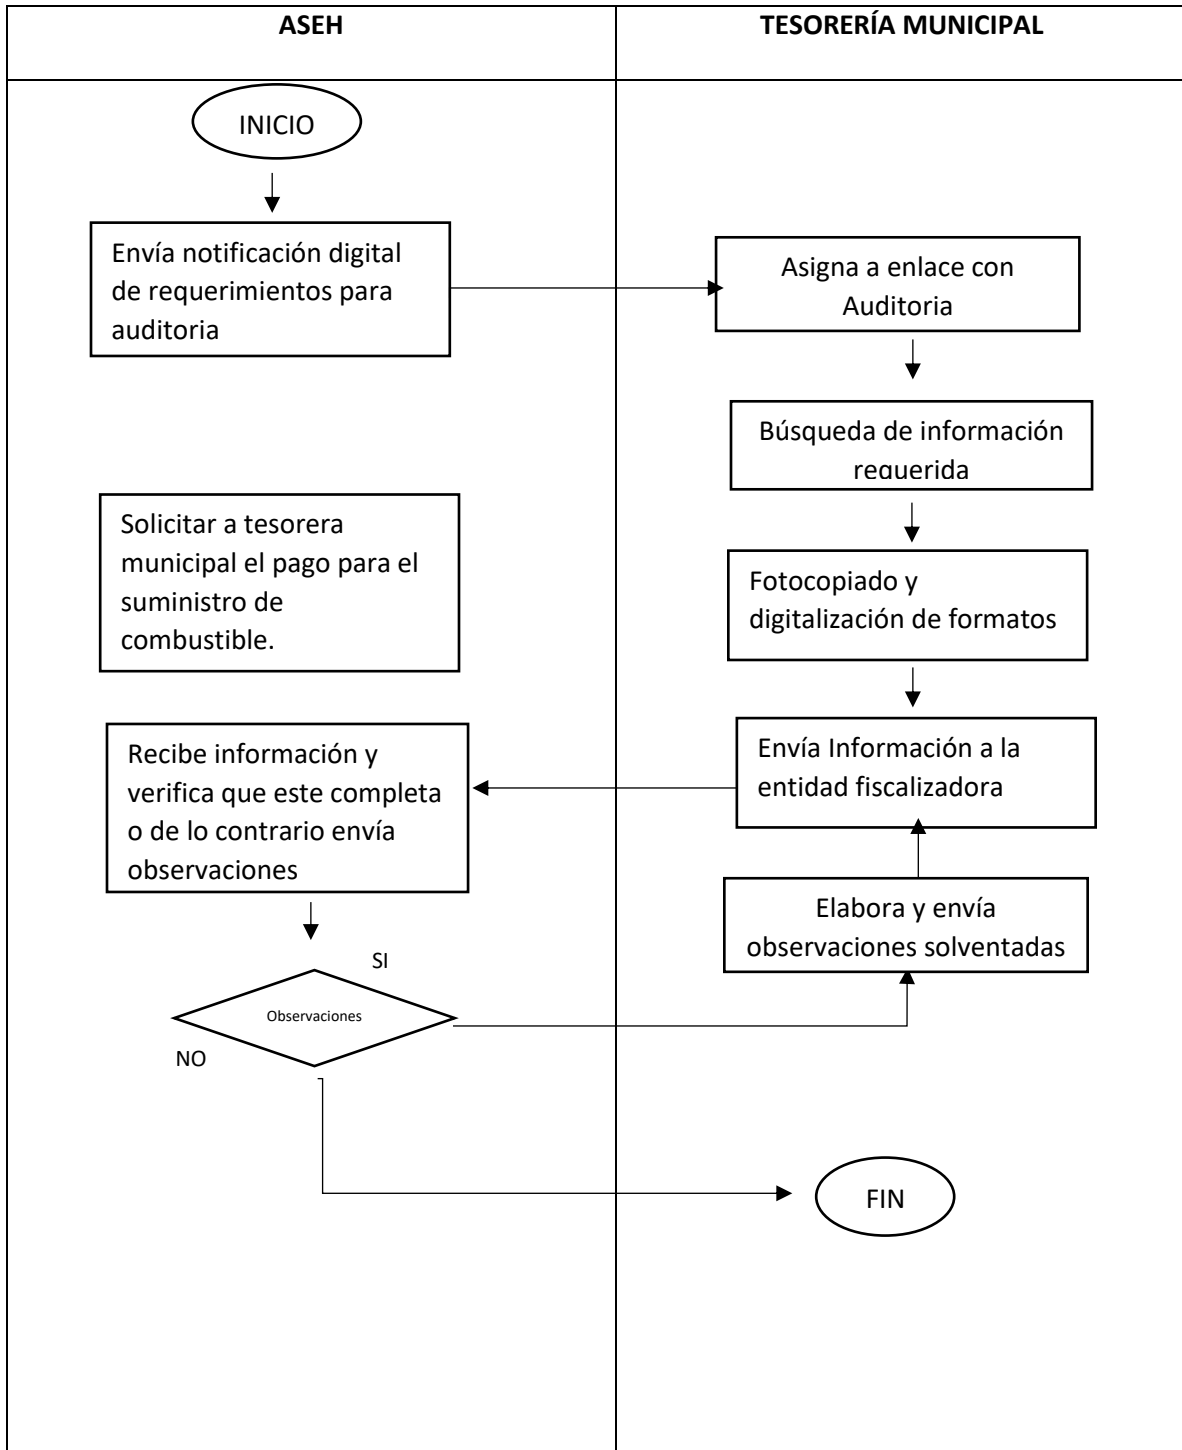 ASEH
TESORERÍA MUNICIPAL
INICIO
Envía notificación digital
de requerimientos para
auditoria
Asigna a enlace con
Auditoria
Búsqueda de información
requerida
Solicitar a tesorera
municipal el pago para el
suministro de
combustible.
Fotocopiado y
digitalización de formatos
Envía Información a la
entidad fiscalizadora
Recibe información y
verifica que este completa
o de lo contrario envía
observaciones
Elabora y envía
observaciones solventadas
SI
Observaciones
NO
FIN